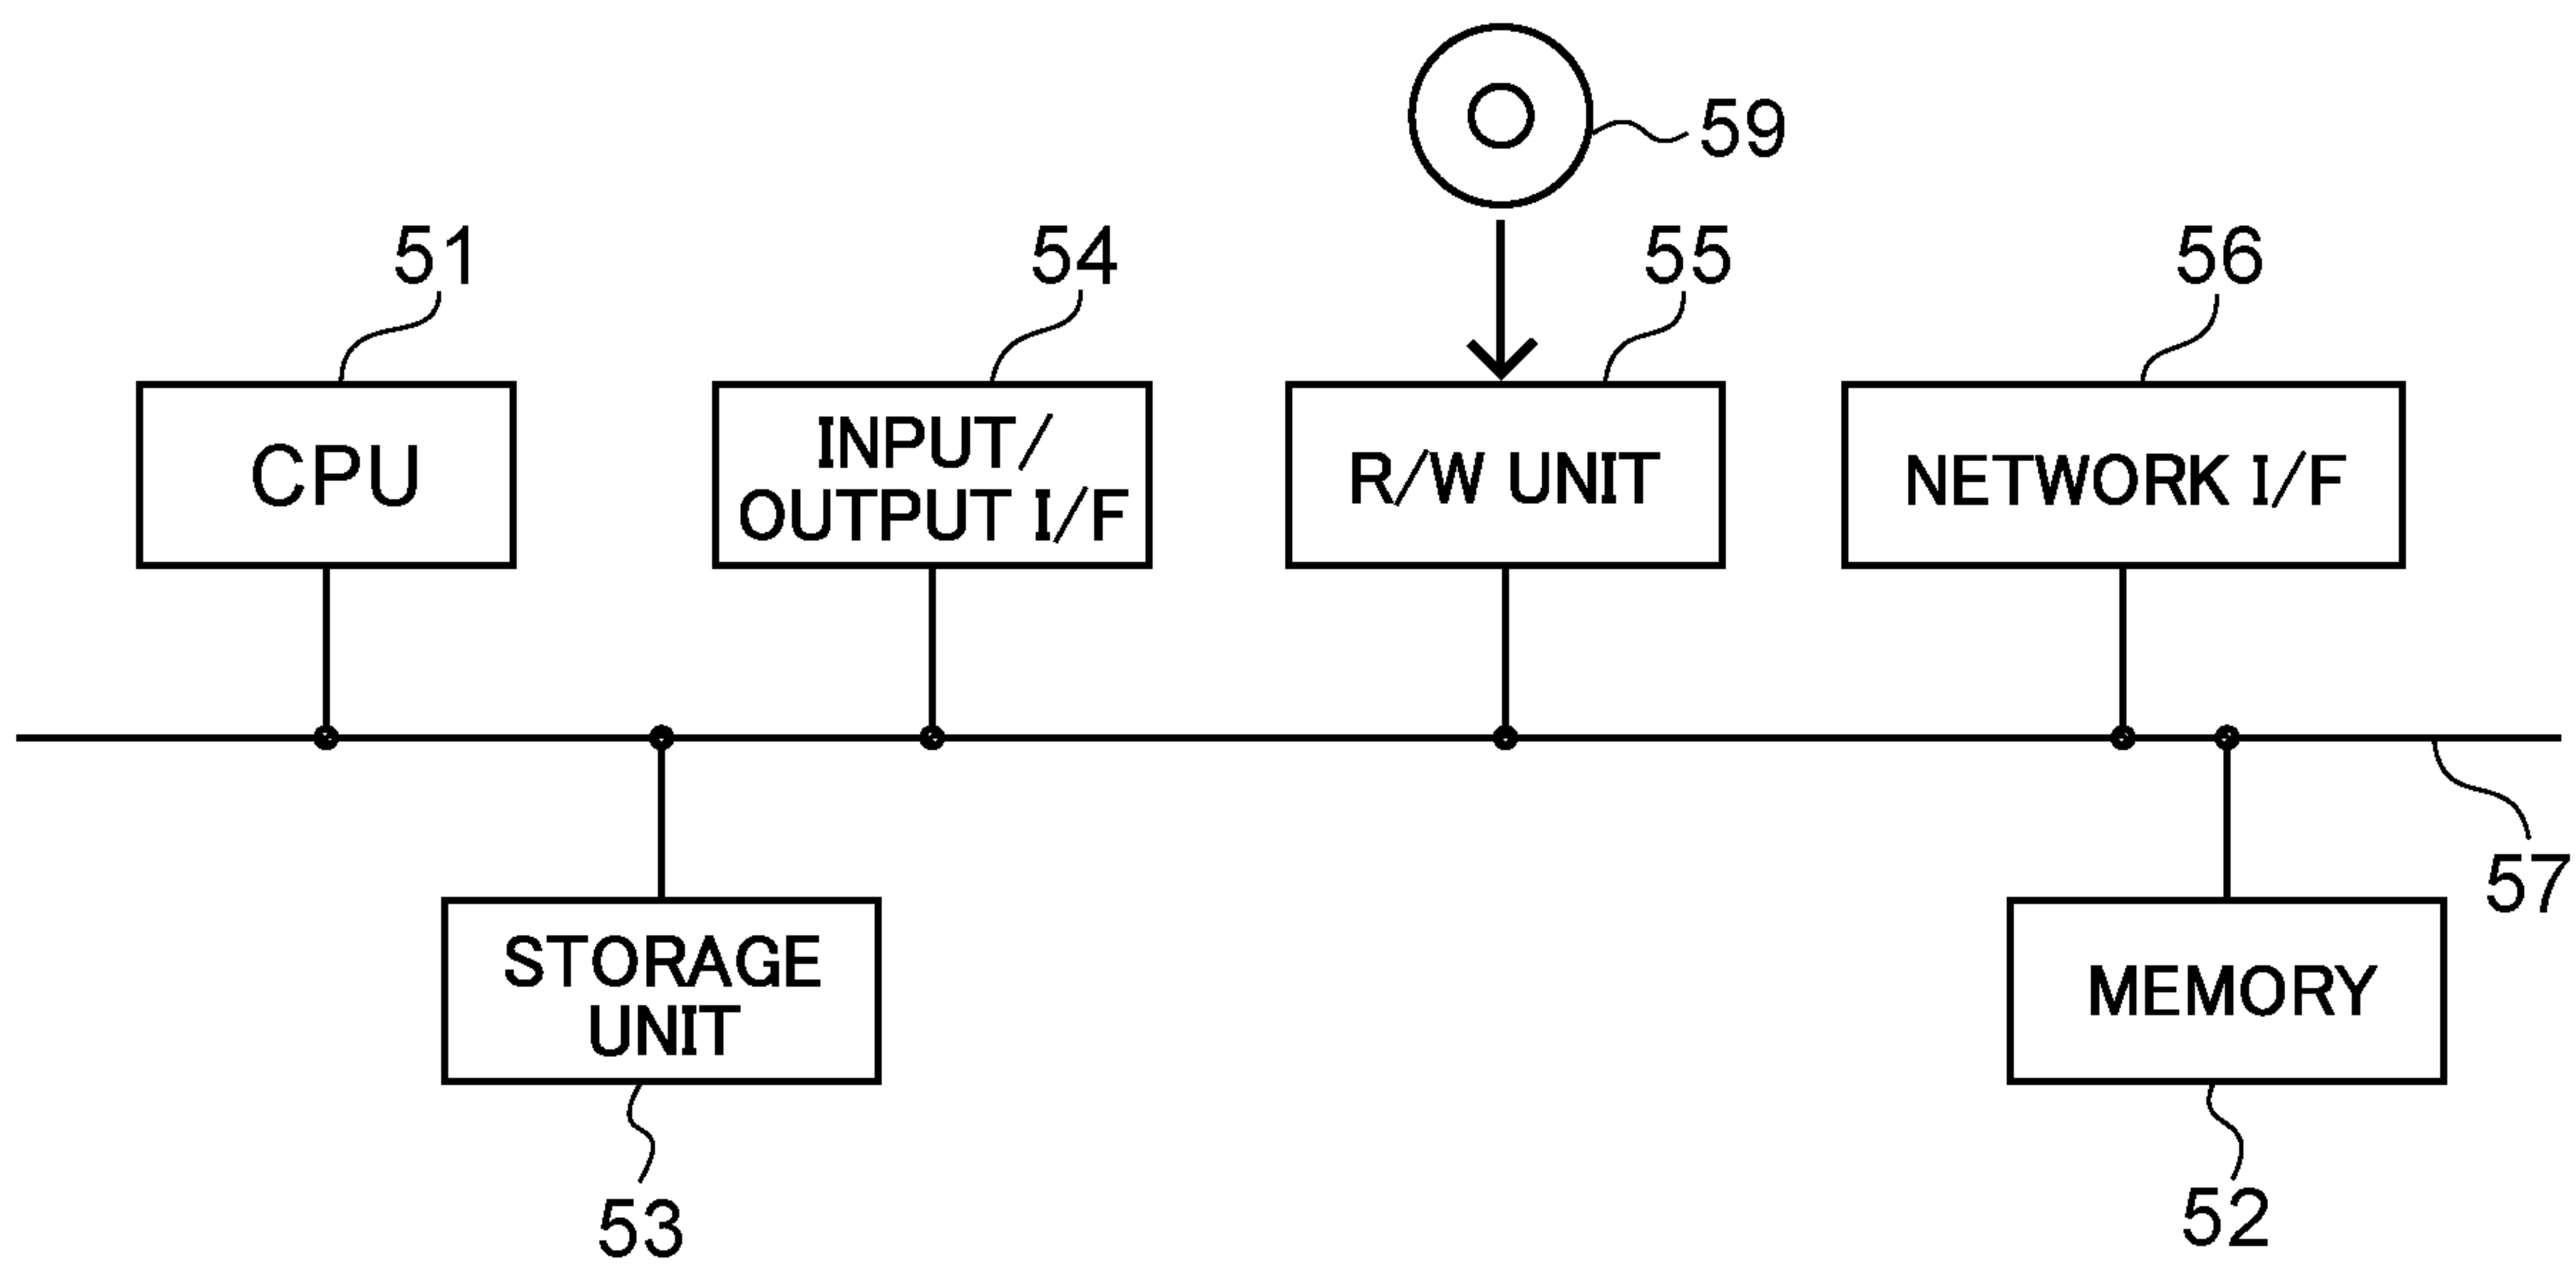 59
51
54
55
56
CPU
INPUT/
OUTPUT I/F
R/W UNIT
NETWORK I/F
57
STORAGE
UNIT
MEMORY
53
52